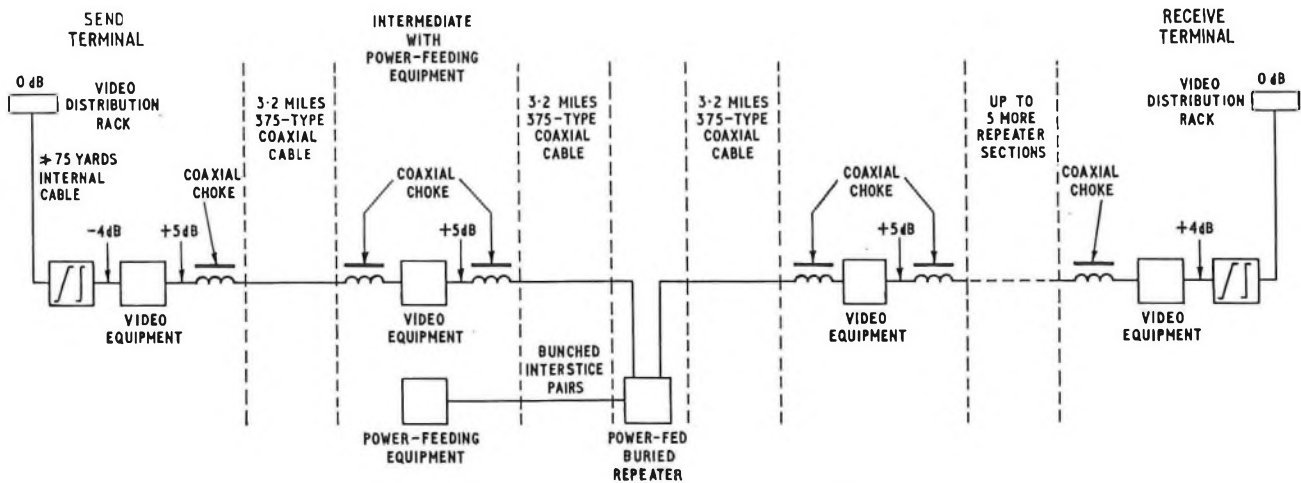 SEND
TERMINAL
0 dB
VIDEO
DISTRIBUTION
RACK
≯75 YARDS
INTERNAL
CABLE
-4dB
+5dB
COAXIAL
CHOKE
VIDEO
EQUIPMENT
3·2 MILES
375-TYPE
COAXIAL
CABLE
INTERMEDIATE
WITH
POWER-FEEDING
EQUIPMENT
COAXIAL
CHOKE
+5dB
VIDEO
EQUIPMENT
POWER-FEEDING
EQUIPMENT
3·2 MILES
375-TYPE
COAXIAL
CABLE
BUNCHED
INTERSTICE
PAIRS
POWER-FED
BURIED
REPEATER
3·2 MILES
375-TYPE
COAXIAL
CABLE
COAXIAL
CHOKE
+5dB
VIDEO
EQUIPMENT
UP TO
5 MORE
REPEATER
SECTIONS
RECEIVE
TERMINAL
VIDEO
DISTRIBUTION
RACK
0 dB
COAXIAL
CHOKE
+4dB
VIDEO
EQUIPMENT